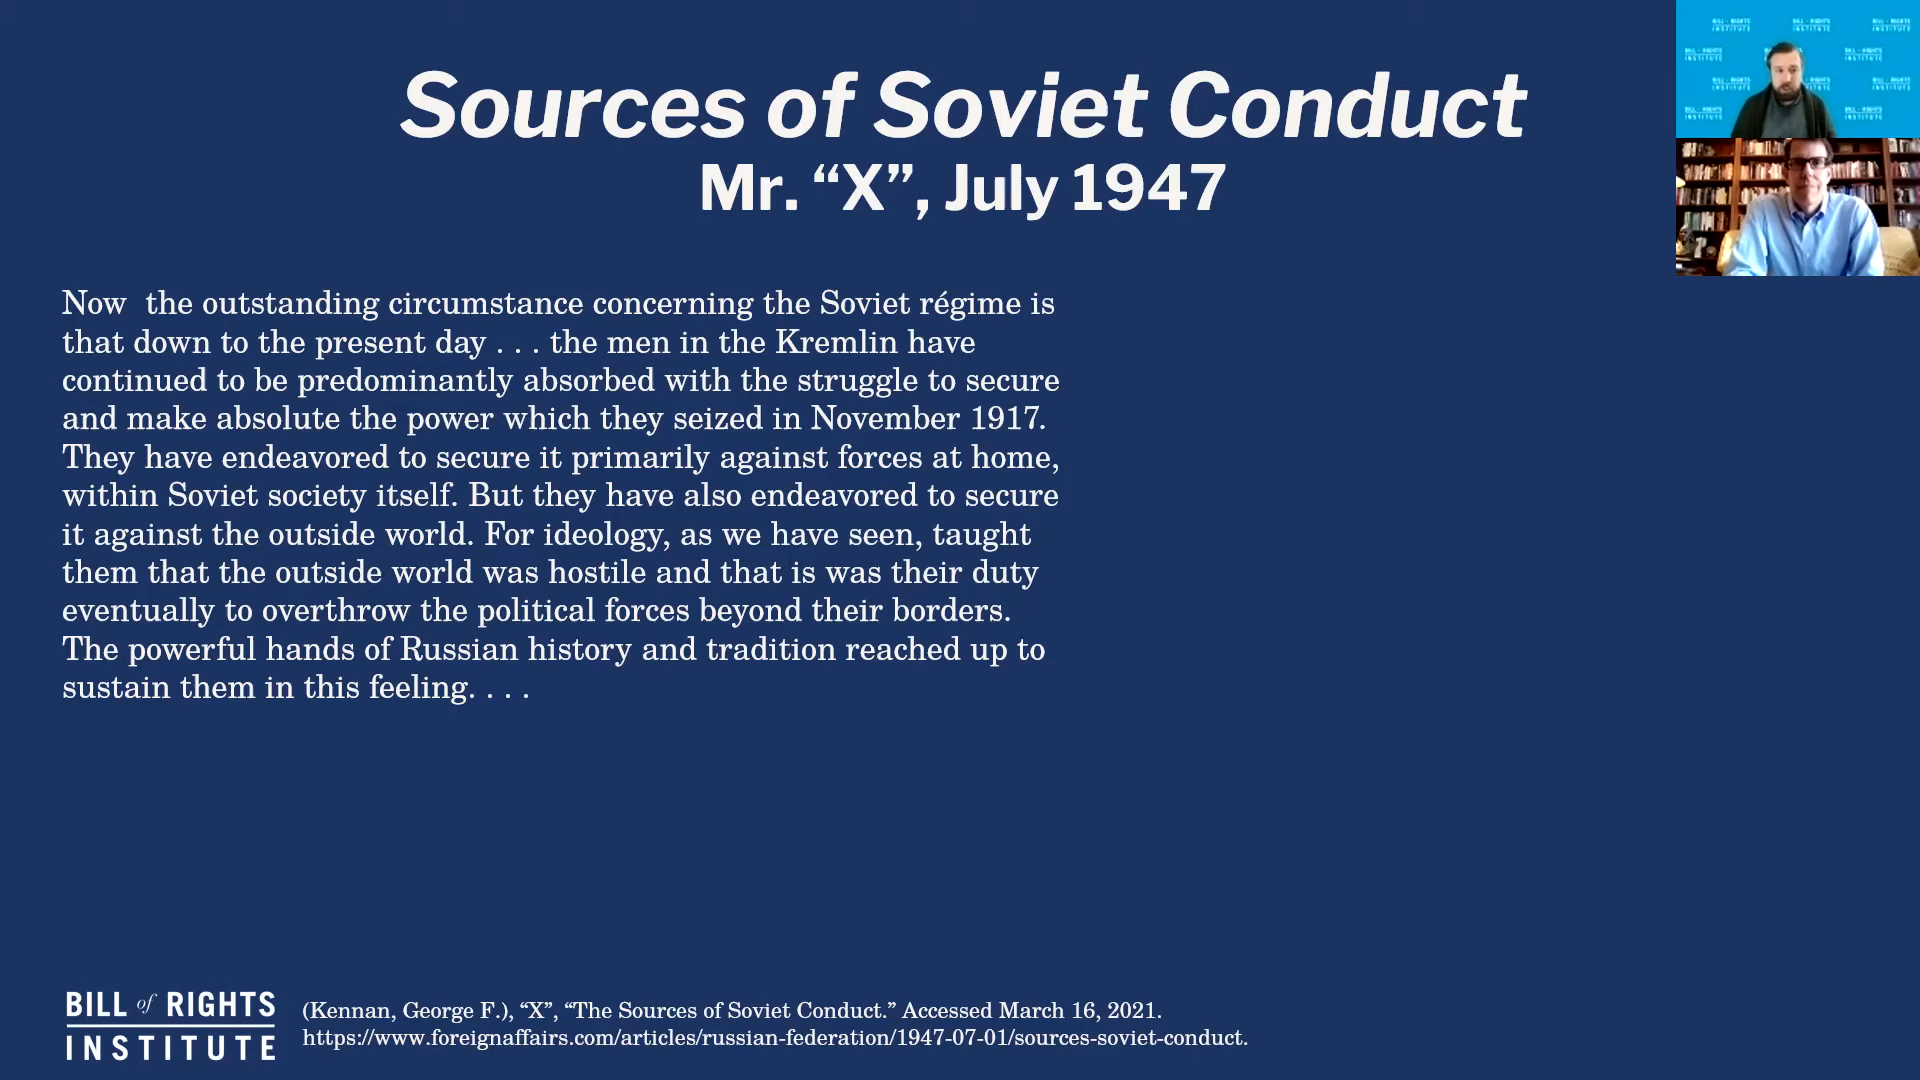 Sources of Soviet Conduct
Mr. “X”, July 1947
Now  the outstanding circumstance concerning the Soviet régime is
that down to the present day . . . the men in the Kremlin have
continued to be predominantly absorbed with the struggle to secure
and make absolute the power which they seized in November 1917.
They have endeavored to secure it primarily against forces at home,
within Soviet society itself. But they have also endeavored to secure
it against the outside world. For ideology, as we have seen, taught
them that the outside world was hostile and that is was their duty
eventually to overthrow the political forces beyond their borders.
The powerful hands of Russian history and tradition reached up to
sustain them in this feeling. . . .
BILL of RIGHTS
INSTITUTE
(Kennan, George F.), “X”, “The Sources of Soviet Conduct.” Accessed March 16, 2021.
https://www.foreignaffairs.com/articles/russian-federation/1947-07-01/sources-soviet-conduct.